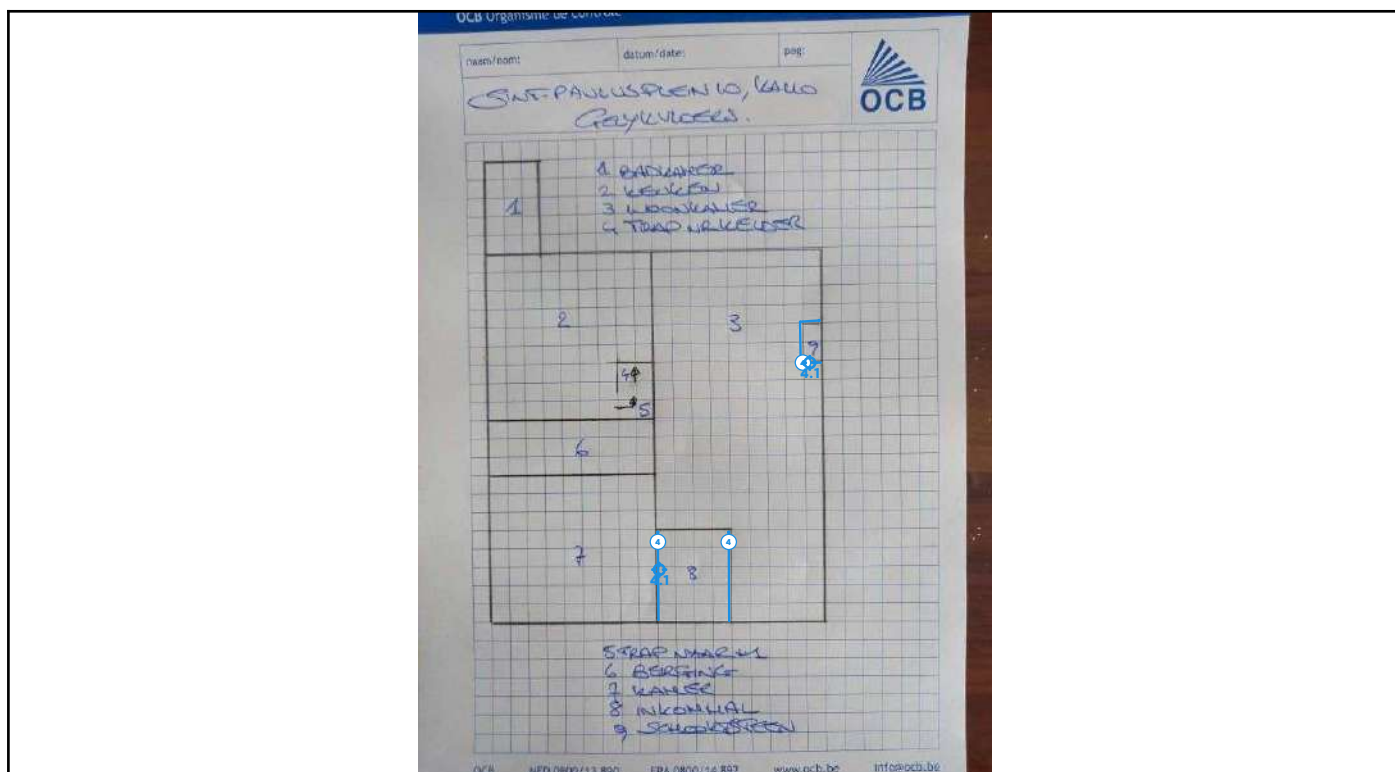 OCB Organisme de contrôle
naam/nom:
datum/date:
pag:
OCB
SINT-PAULUSPLEIN 10, KALLO
GELYKVLOERS.
1 BADKAMER
2 KEUKEN
3 WOONKAMER
4 TRAP NR KELDER
1
2
3
9
4.1
4
5
6
4
4
7
4.1
8
5 TRAP NAAR +1
6 BERGING
7 KAMER
8 INKOMHAL
9 SCHOORSTEEN
OCB
www.ocb.be
info@ocb.be